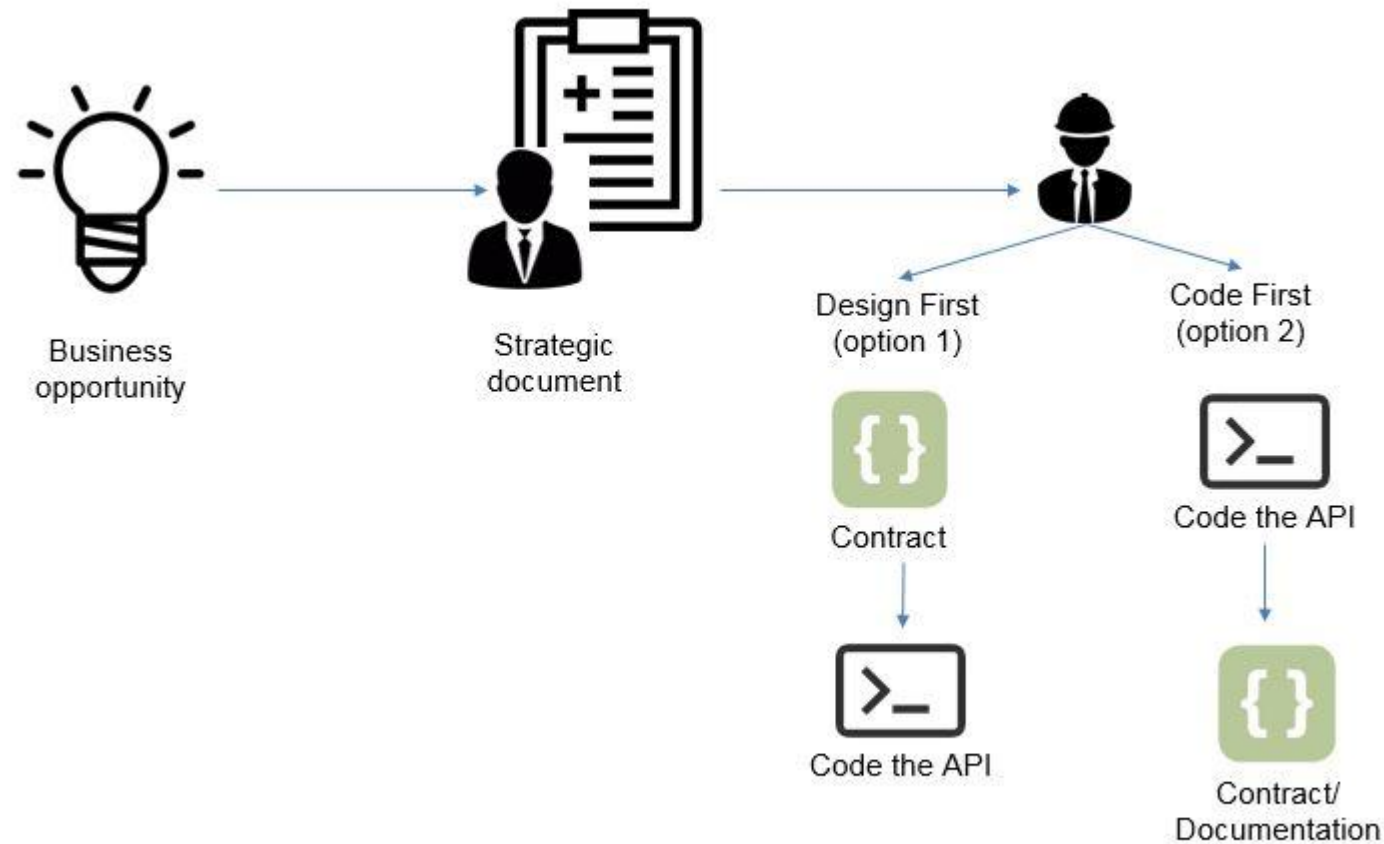 Business
opportunity
Strategic
document
Design First
(option 1)
Contract
Code the API
Code First
(option 2)
Code the API
Contract/
Documentation